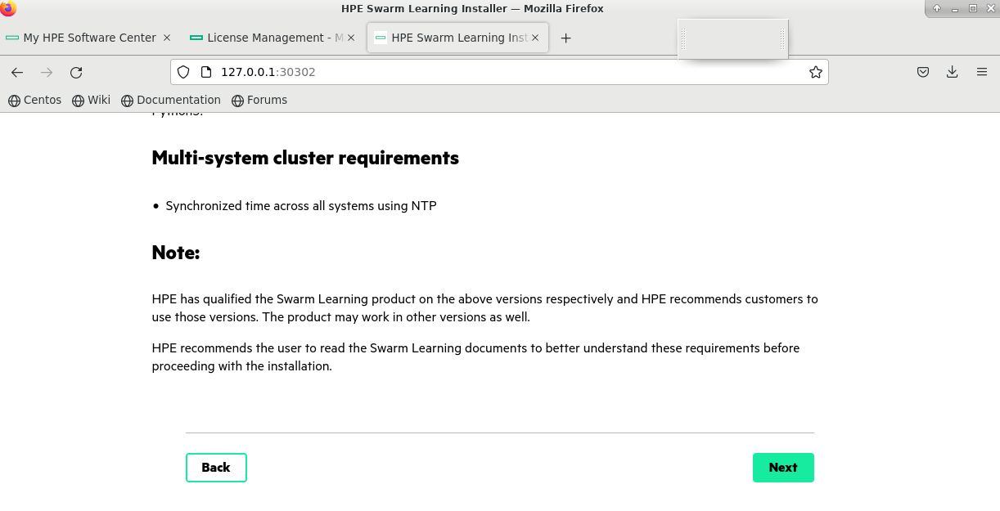 HPE Swarm Learning Installer — Mozilla Firefox
My HPE Software Center
License Management - M
HPE Swarm Learning Inst
127.0.0.1:30302
Centos
Wiki
Documentation
Forums
Multi-system cluster requirements
• Synchronized time across all systems using NTP
Note:
HPE has qualified the Swarm Learning product on the above versions respectively and HPE recommends customers to
use those versions. The product may work in other versions as well.
HPE recommends the user to read the Swarm Learning documents to better understand these requirements before
proceeding with the installation.
Back
Next